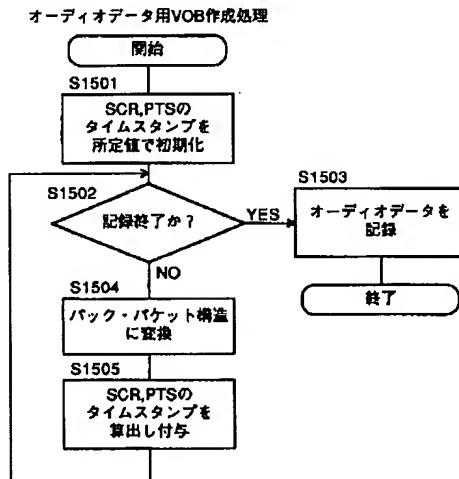 オーディオデータ用VOB作成処理
開始
S1501
SCR,PTSの
タイムスタンプを
所定値で初期化
S1502
記録終了か？
YES
S1503
オーディオデータを
記録
終了
NO
S1504
パック・パケット構造
に変換
S1505
SCR,PTSの
タイムスタンプを
算出し付与